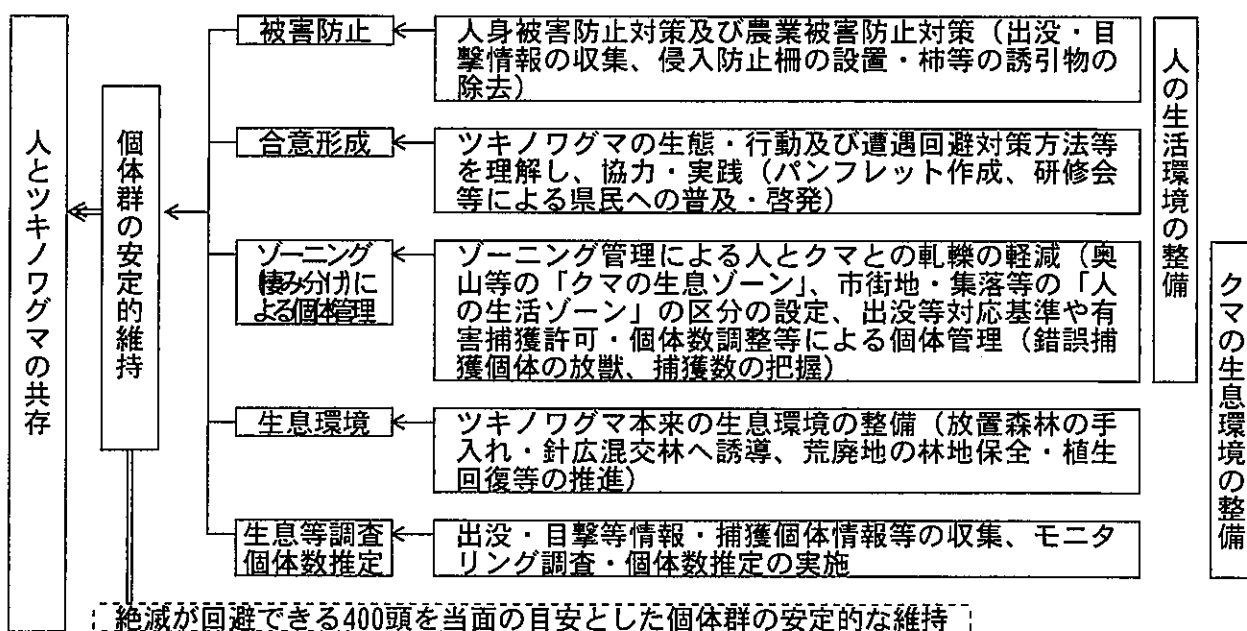 人とツキノワグマの共存
個体群の安定的維持
被害防止
人身被害防止対策及び農業被害防止対策(出没・目
撃情報の収集、侵入防止柵の設置・柿等の誘引物の
除去)
合意形成
ツキノワグマの生態・行動及び遭遇回避対策方法等
を理解し、協力・実践(パンフレット作成、研修会
等による県民への普及・啓発)
ゾーニング
(棲み分け)に
よる個体管理
ゾーニング管理による人とクマとの軋轢の軽減(奥
山等の「クマの生息ゾーン」、市街地・集落等の「人
の生活ゾーン」の区分の設定、出没等対応基準や有
害捕獲許可・個体数調整等による個体管理(錯誤捕
獲個体の放獣、捕獲数の把握)
生息環境
ツキノワグマ本来の生息環境の整備(放置森林の手
入れ・針広混交林へ誘導、荒廃地の林地保全・植生
回復等の推進)
生息等調査
個体数推定
出没・目撃等情報・捕獲個体情報等の収集、モニタ
リング調査・個体数推定の実施
人の生活環境の整備
クマの生息環境の整備
絶滅が回避できる400頭を当面の目安とした個体群の安定的な維持